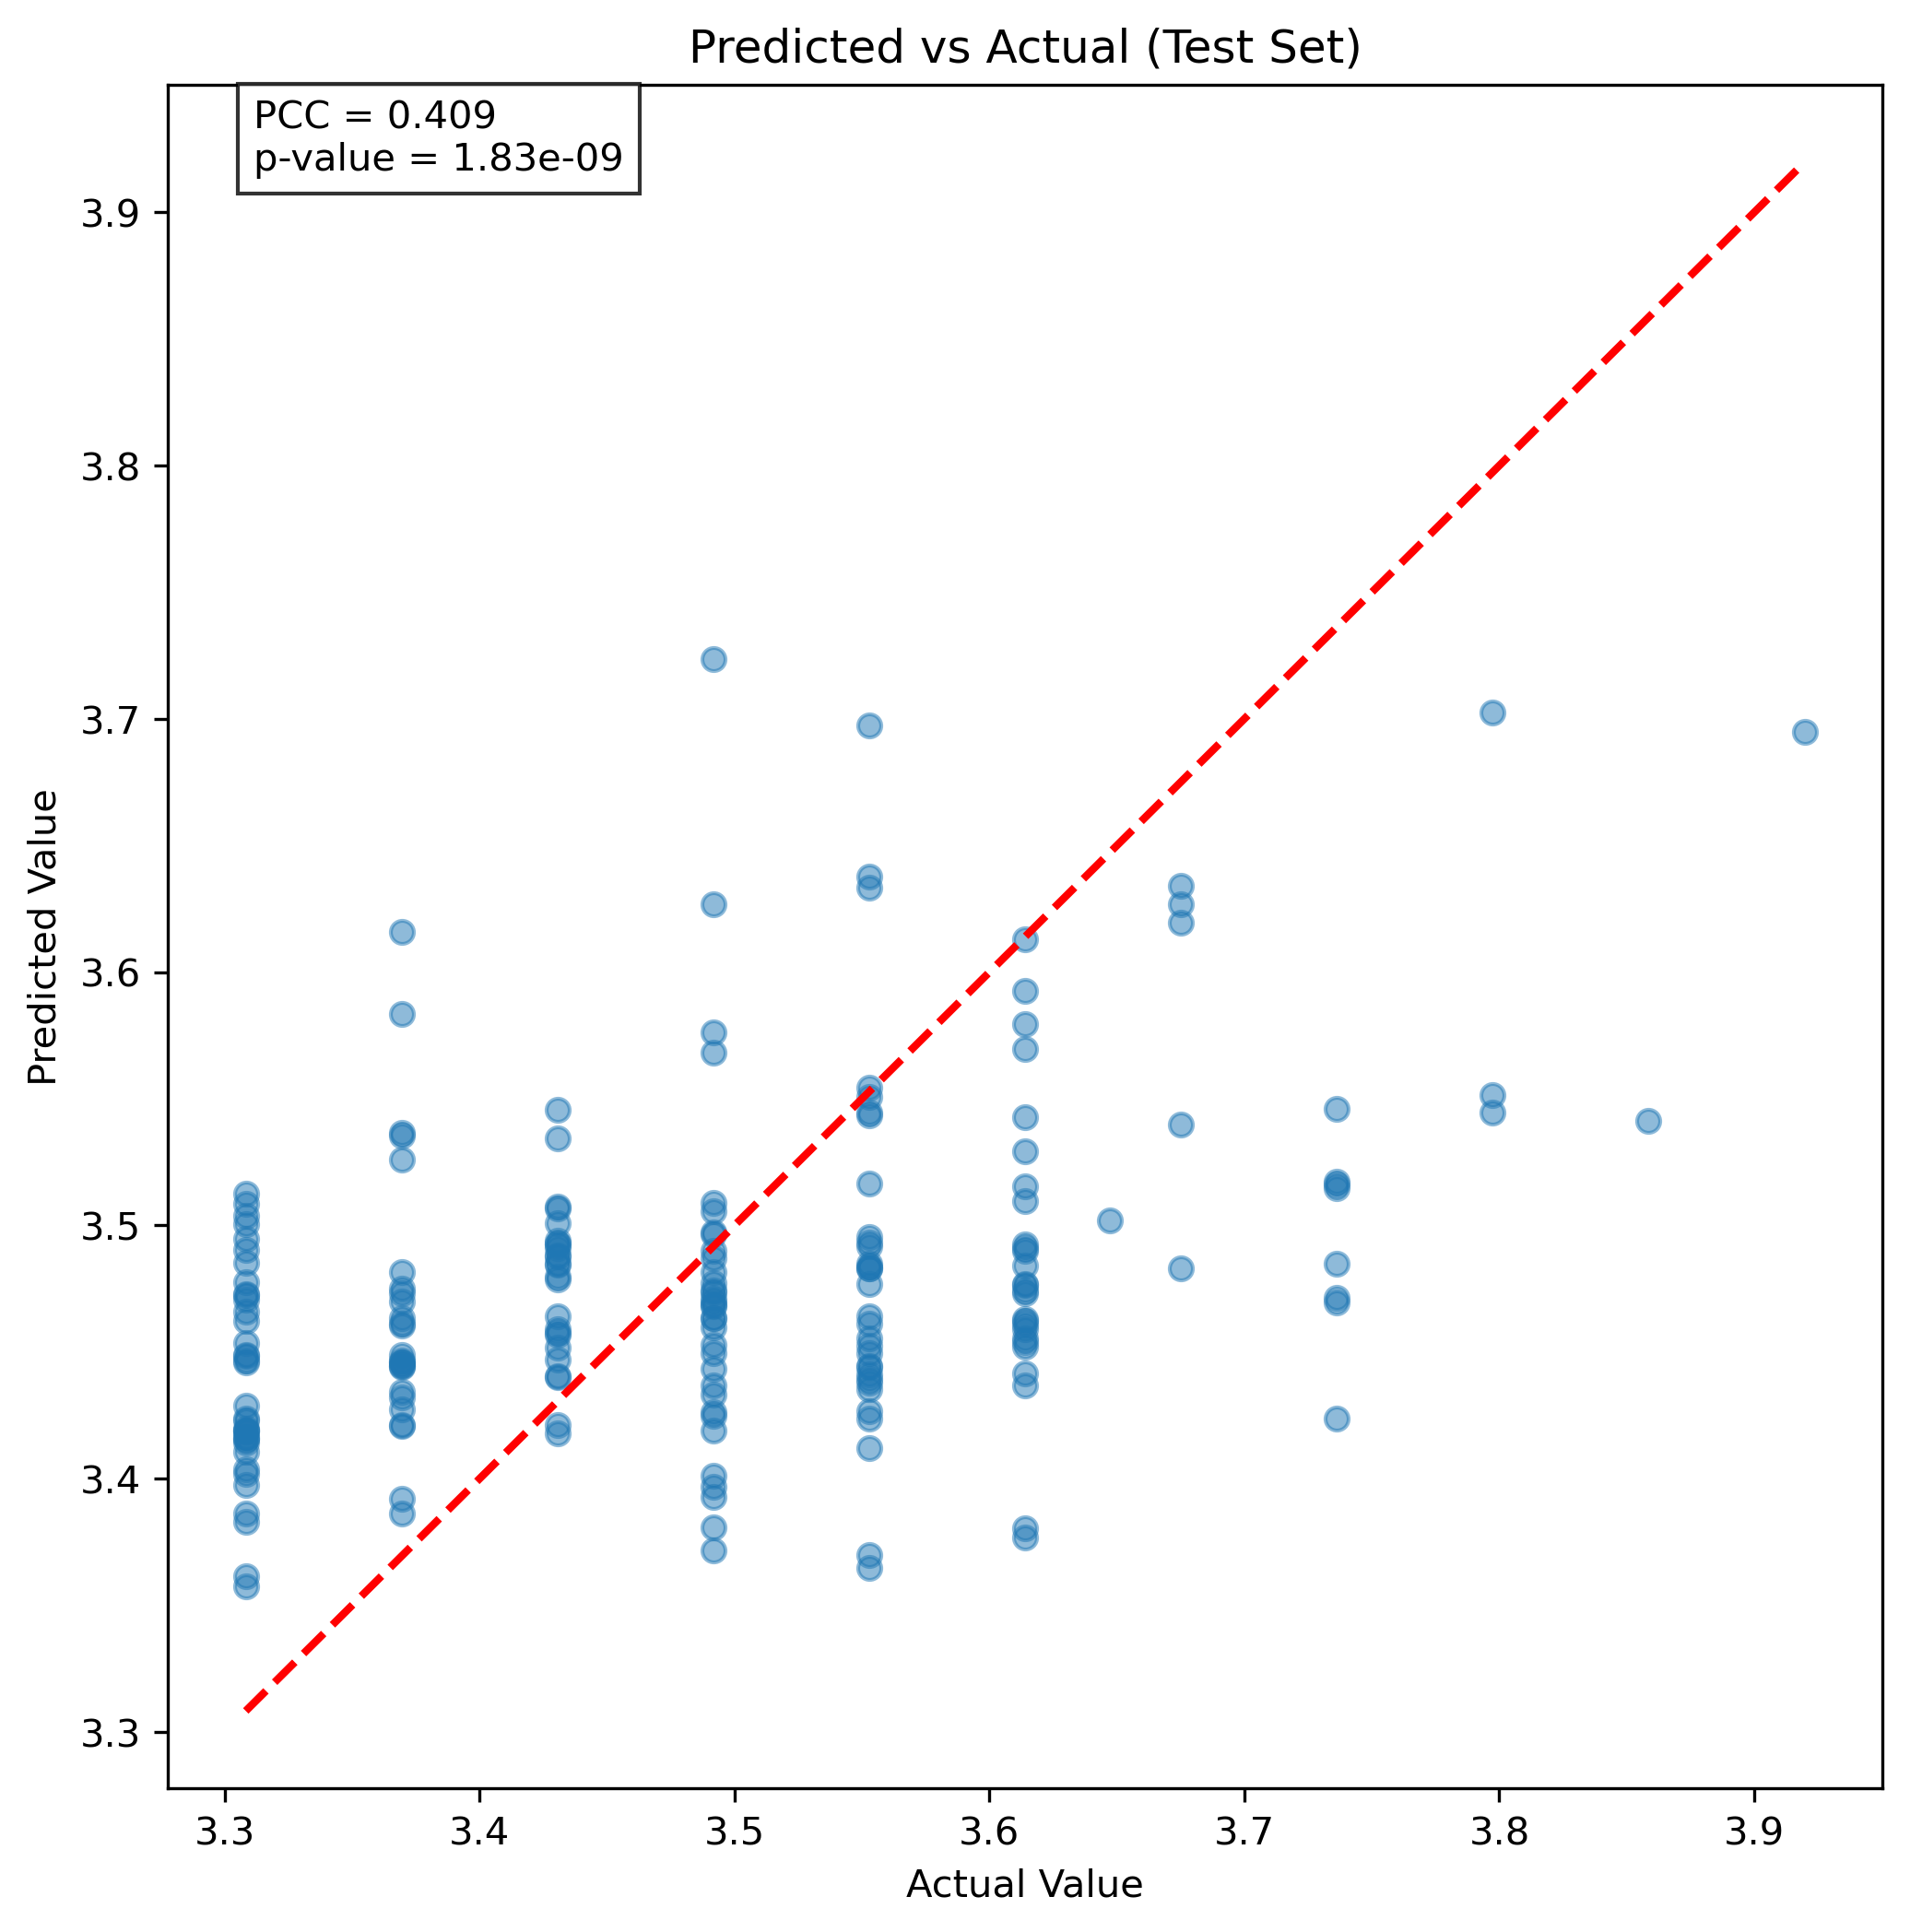 Predicted vs Actual (Test Set)
PCC = 0.409
p-value = 1.83e-09
3.9
3.8
3.7
3.6
3.5
3.4
3.3
Predicted Value
3.3 3.4 3.5 3.6 3.7 3.8 3.9
Actual Value